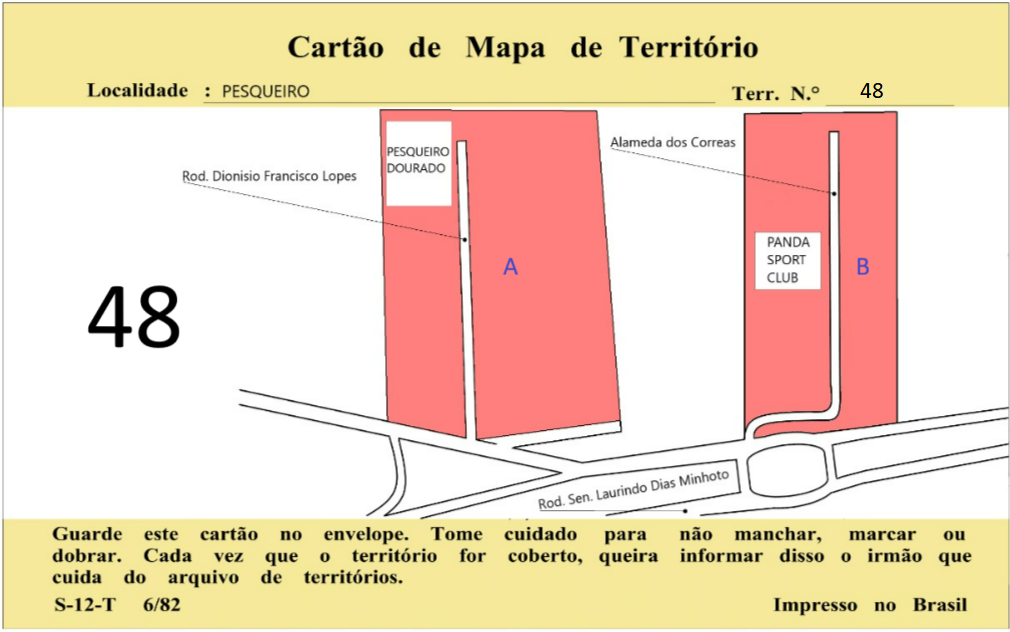 Cartão de Mapa de Território
Localidade : PESQUEIRO
Terr. N.° 48
PESQUEIRO
DOURADO
Alameda dos Correas
Rod. Dionisio Francisco Lopes
A
PANDA
SPORT
CLUB
B
48
Rod. Sen. Laurindo Dias Minhoto
Guarde este cartão no envelope. Tome cuidado para não manchar, marcar ou
dobrar. Cada vez que o território for coberto, queira informar disso o irmão que
cuida do arquivo de territórios.
S-12-T 6/82
Impresso no Brasil